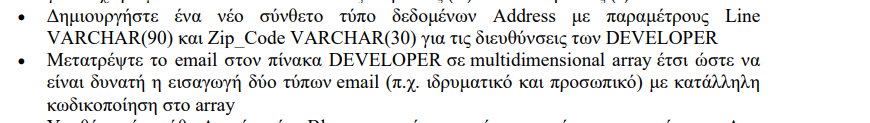 • Δημιουργήστε ένα νέο σύνθετο τύπο δεδομένων Address με παραμέτρους Line
VARCHAR(90) και Zip_Code VARCHAR(30) για τις διευθύνσεις των DEVELOPER
• Μετατρέψτε το email στον πίνακα DEVELOPER σε multidimensional array έτσι ώστε να
είναι δυνατή η εισαγωγή δύο τύπων email (π.χ. ιδρυματικό και προσωπικό) με κατάλληλη
κωδικοποίηση στο array